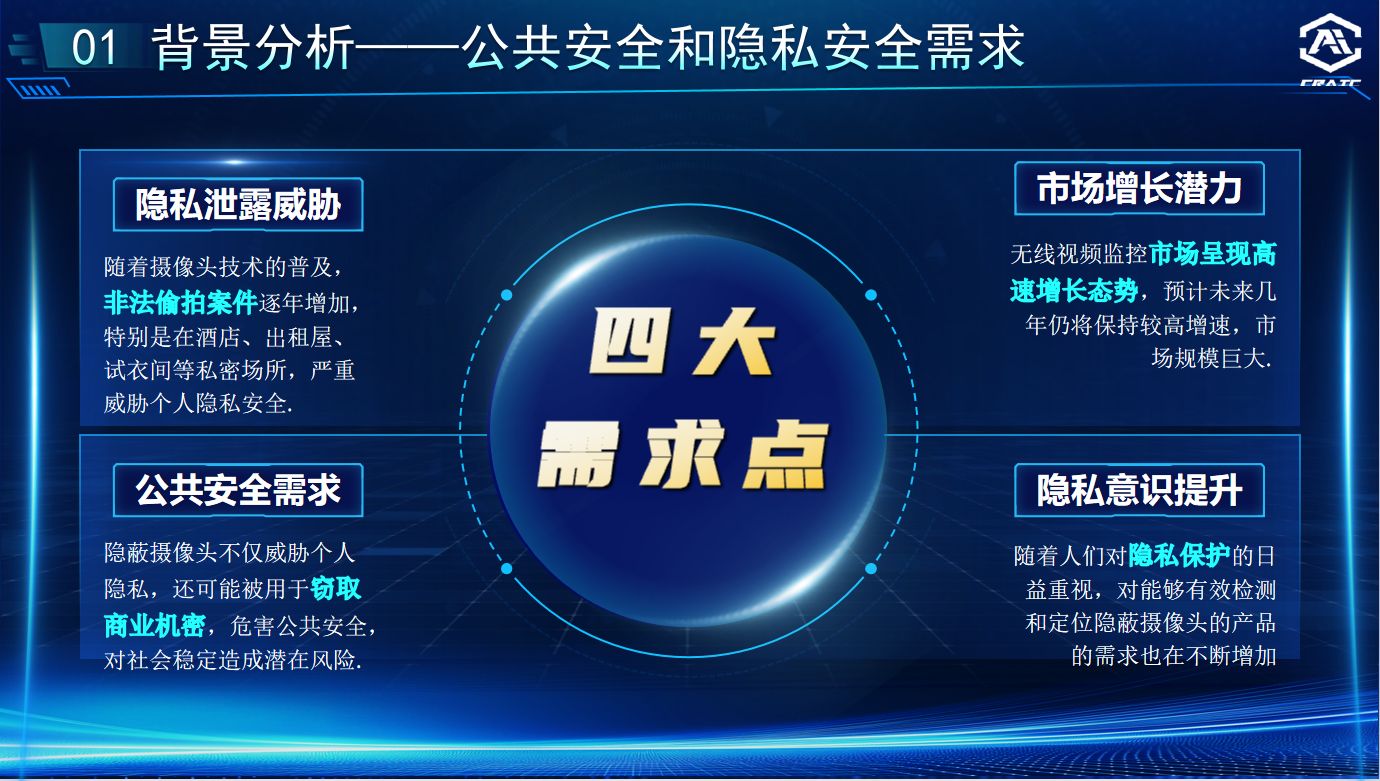 01 背景分析——公共安全和隐私安全需求
CRAIC
隐私泄露威胁
随着摄像头技术的普及，
非法偷拍案件逐年增加，
特别是在酒店、出租屋、
试衣间等私密场所，严重
威胁个人隐私安全.
市场增长潜力
无线视频监控市场呈现高
速增长态势，预计未来几
年仍将保持较高增速，市
场规模巨大.
四大
需求点
公共安全需求
隐蔽摄像头不仅威胁个人
隐私，还可能被用于窃取
商业机密，危害公共安全，
对社会稳定造成潜在风险.
隐私意识提升
随着人们对隐私保护的日
益重视，对能够有效检测
和定位隐蔽摄像头的产品
的需求也在不断增加